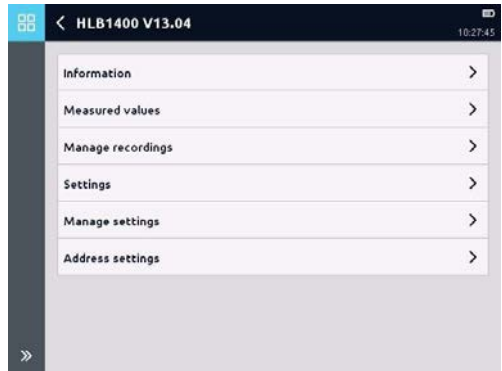 HLB1400 V13.04
10:27:45
Information
Measured values
Manage recordings
Settings
Manage settings
Address settings